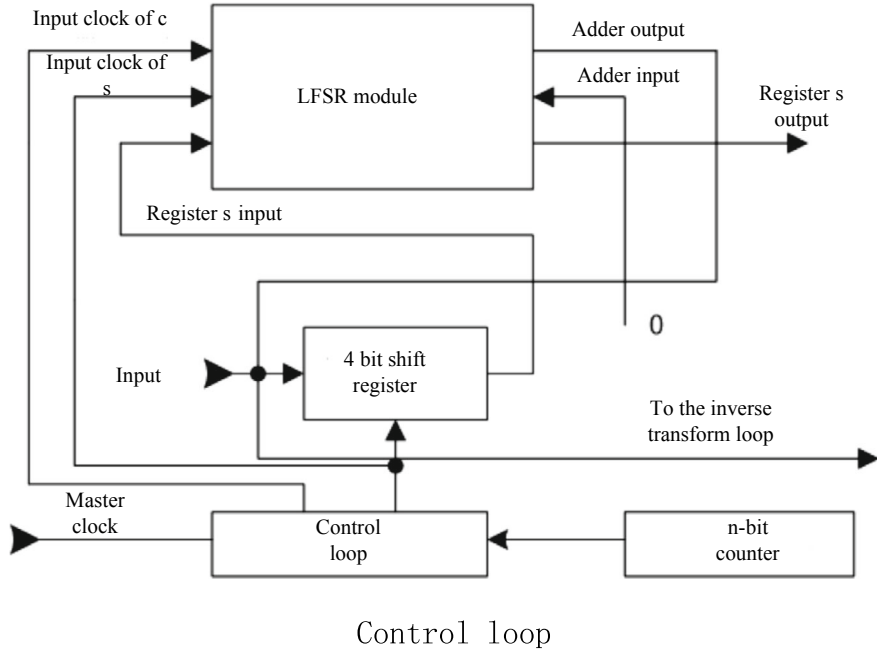 Input clock of c
Input clock of
s
LFSR module
Adder output
Adder input
Register s
output
Register s input
0
Input
4 bit shift
register
To the inverse
transform loop
Master
clock
Control
loop
n-bit
counter
Control loop